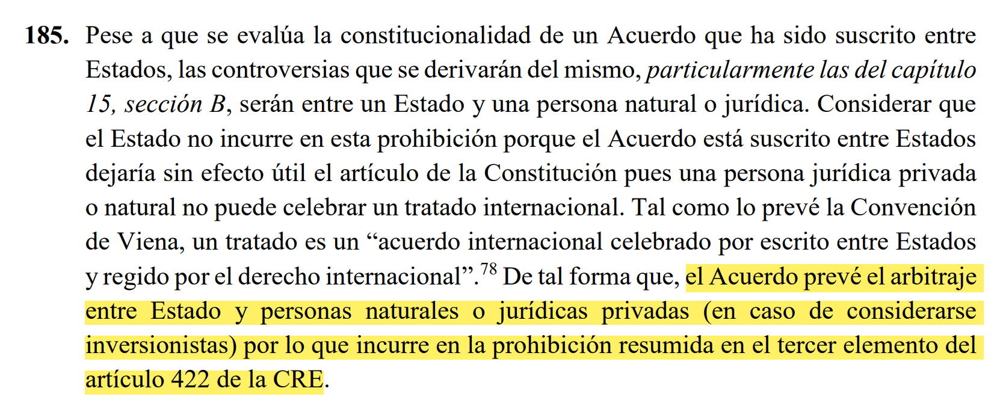 185. Pese a que se evalúa la constitucionalidad de un Acuerdo que ha sido suscrito entre
Estados, las controversias que se derivarán del mismo, particularmente las del capítulo
15, sección B, serán entre un Estado y una persona natural o jurídica. Considerar que
el Estado no incurre en esta prohibición porque el Acuerdo está suscrito entre Estados
dejaría sin efecto útil el artículo de la Constitución pues una persona jurídica privada
o natural no puede celebrar un tratado internacional. Tal como lo prevé la Convención
de Viena, un tratado es un “acuerdo internacional celebrado por escrito entre Estados
y regido por el derecho internacional”.78 De tal forma que, el Acuerdo prevé el arbitraje
entre Estado y personas naturales o jurídicas privadas (en caso de considerarse
inversionistas) por lo que incurre en la prohibición resumida en el tercer elemento del
artículo 422 de la CRE.